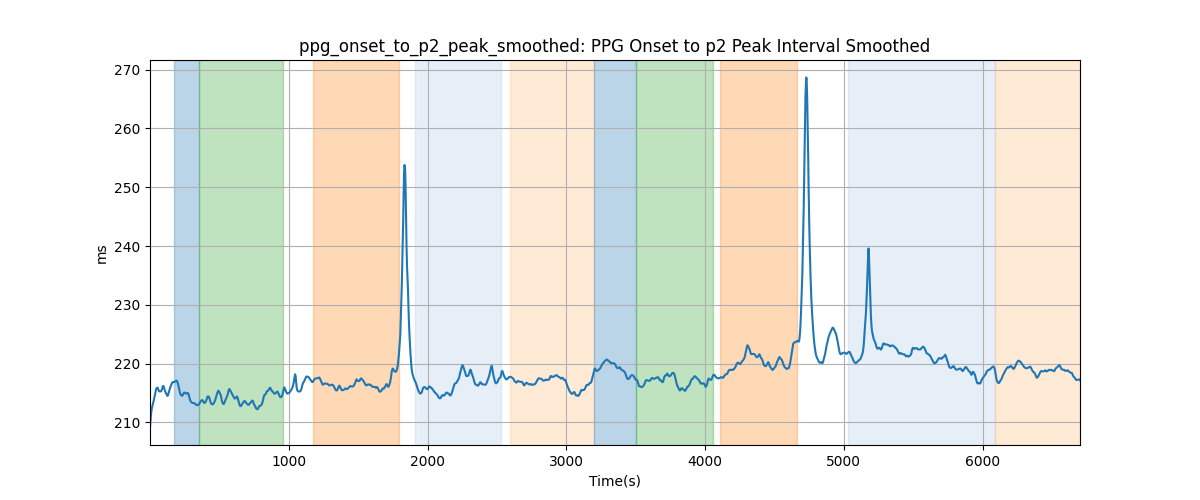 ppg_onset_to_p2_peak_smoothed: PPG Onset to p2 Peak Interval Smoothed
270
260
250
240
230
220
210
ms
1000 2000 3000 4000 5000 6000
Time(s)